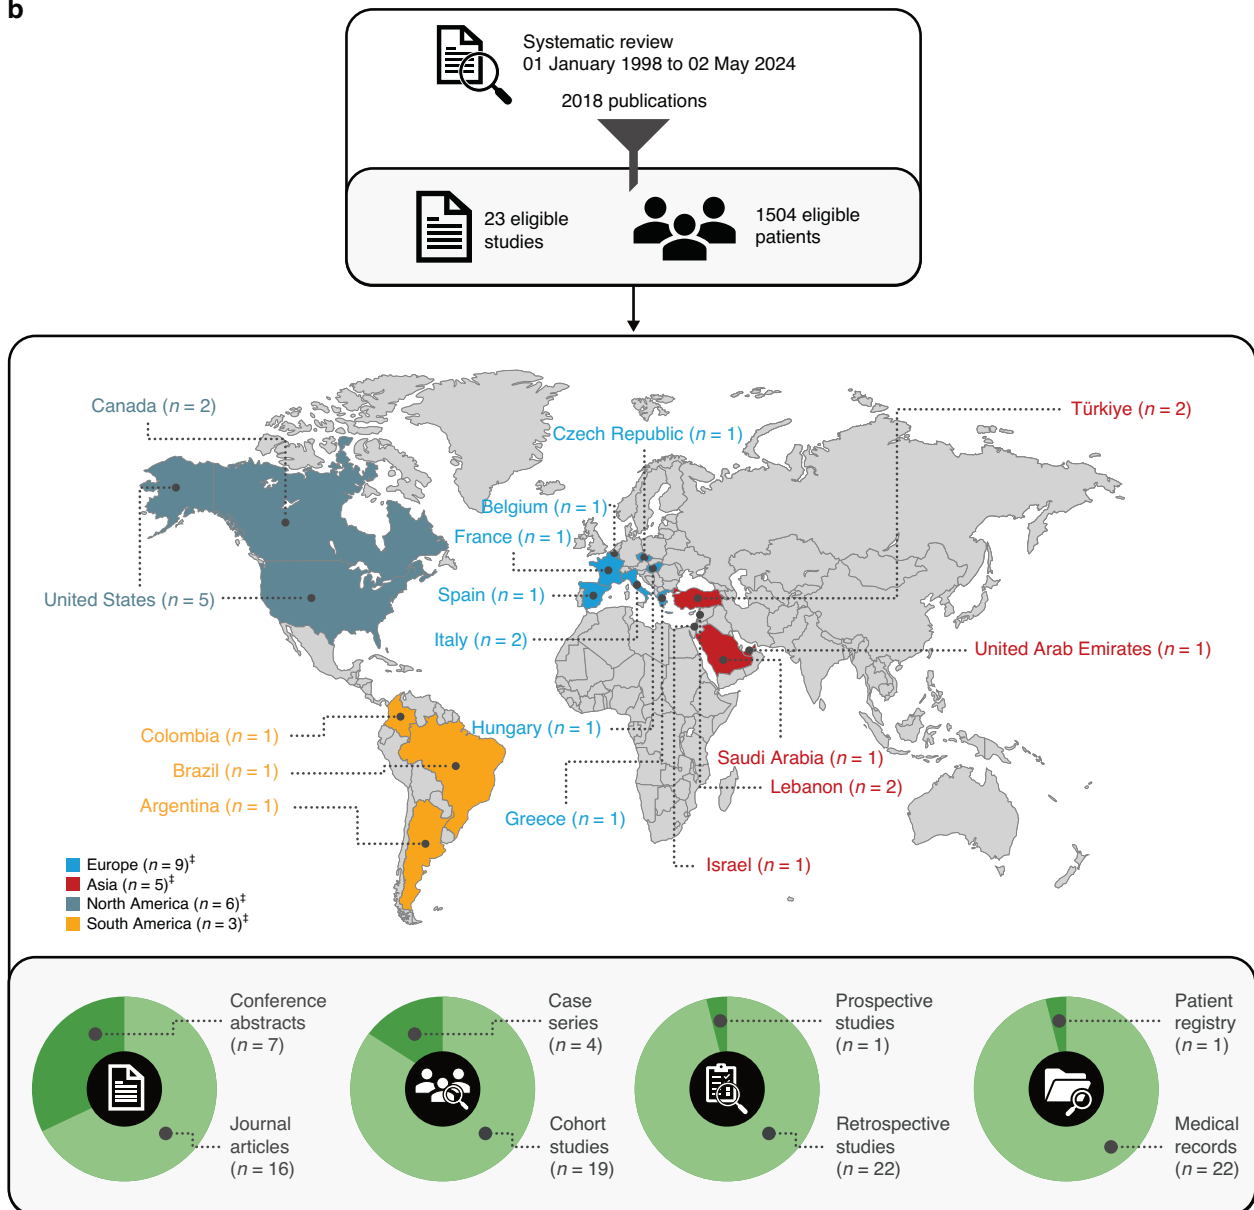 b
Systematic review
01 January 1998 to 02 May 2024
2018 publications
23 eligible
studies
1504 eligible
patients
Canada (n = 2)
Türkiye (n = 2)
Czech Republic (n = 1)
Belgium (n = 1)
France (n = 1)
United States (n = 5)
Spain (n = 1)
Italy (n = 2)
United Arab Emirates (n = 1)
Colombia (n = 1)
Hungary (n = 1)
Saudi Arabia (n = 1)
Brazil (n = 1)
Lebanon (n = 2)
Argentina (n = 1)
Greece (n = 1)
Israel (n = 1)
Europe (n = 9)‡
Asia (n = 5)‡
North America (n = 6)‡
South America (n = 3)‡
Conference
abstracts
(n = 7)
Journal
articles
(n = 16)
Case
series
(n = 4)
Cohort
studies
(n = 19)
Prospective
studies
(n = 1)
Retrospective
studies
(n = 22)
Patient
registry
(n = 1)
Medical
records
(n = 22)